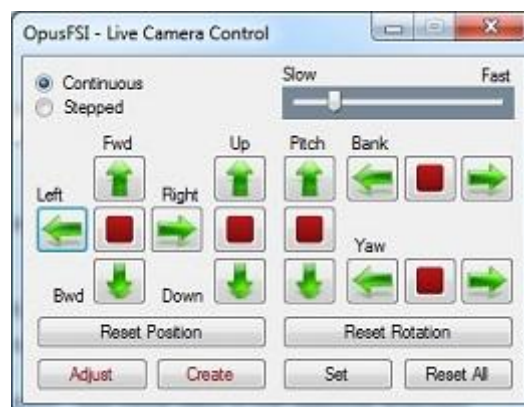 OpusFSI - Live Camera Control
Continuous
Slow Fast
Stepped
Fwd Up Pitch Bank
Left Right
Yaw
Bwd Down
Reset Position Reset Rotation
Adjust Create Set Reset All